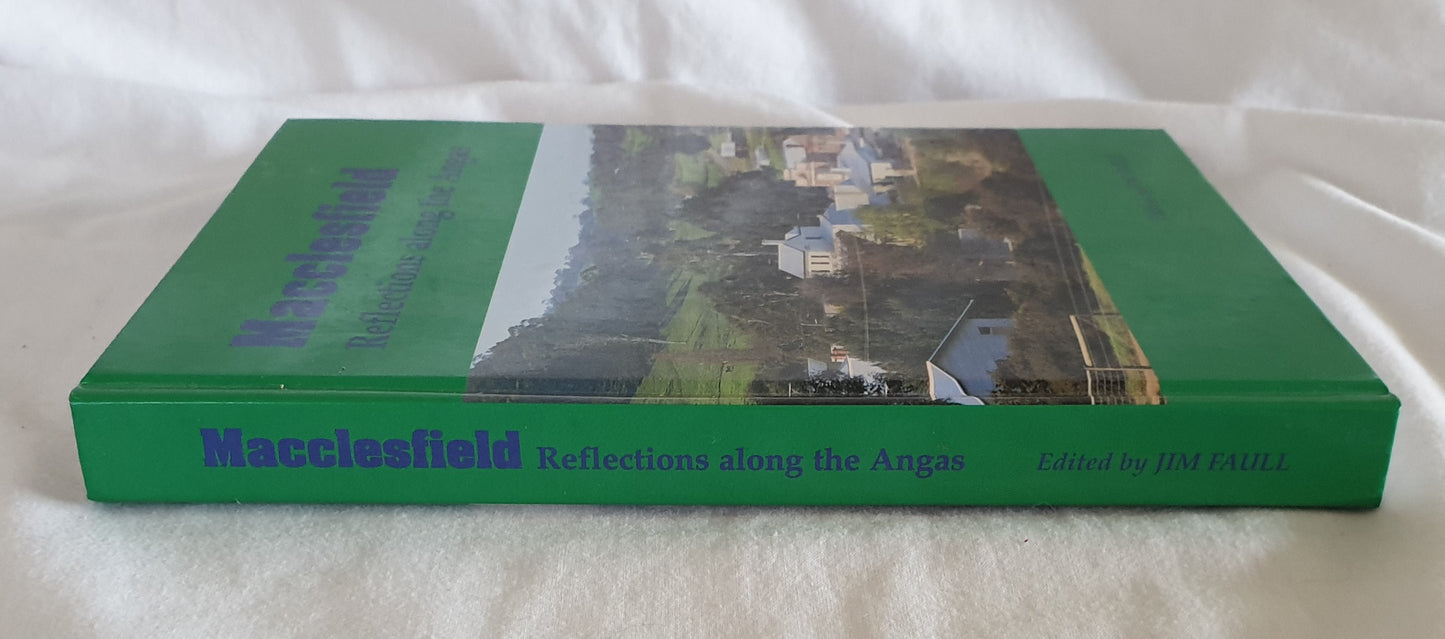 Macclesfield
Reflections along the Angas
Macclesfield Reflections along the Angas Edited by JIM FAULL